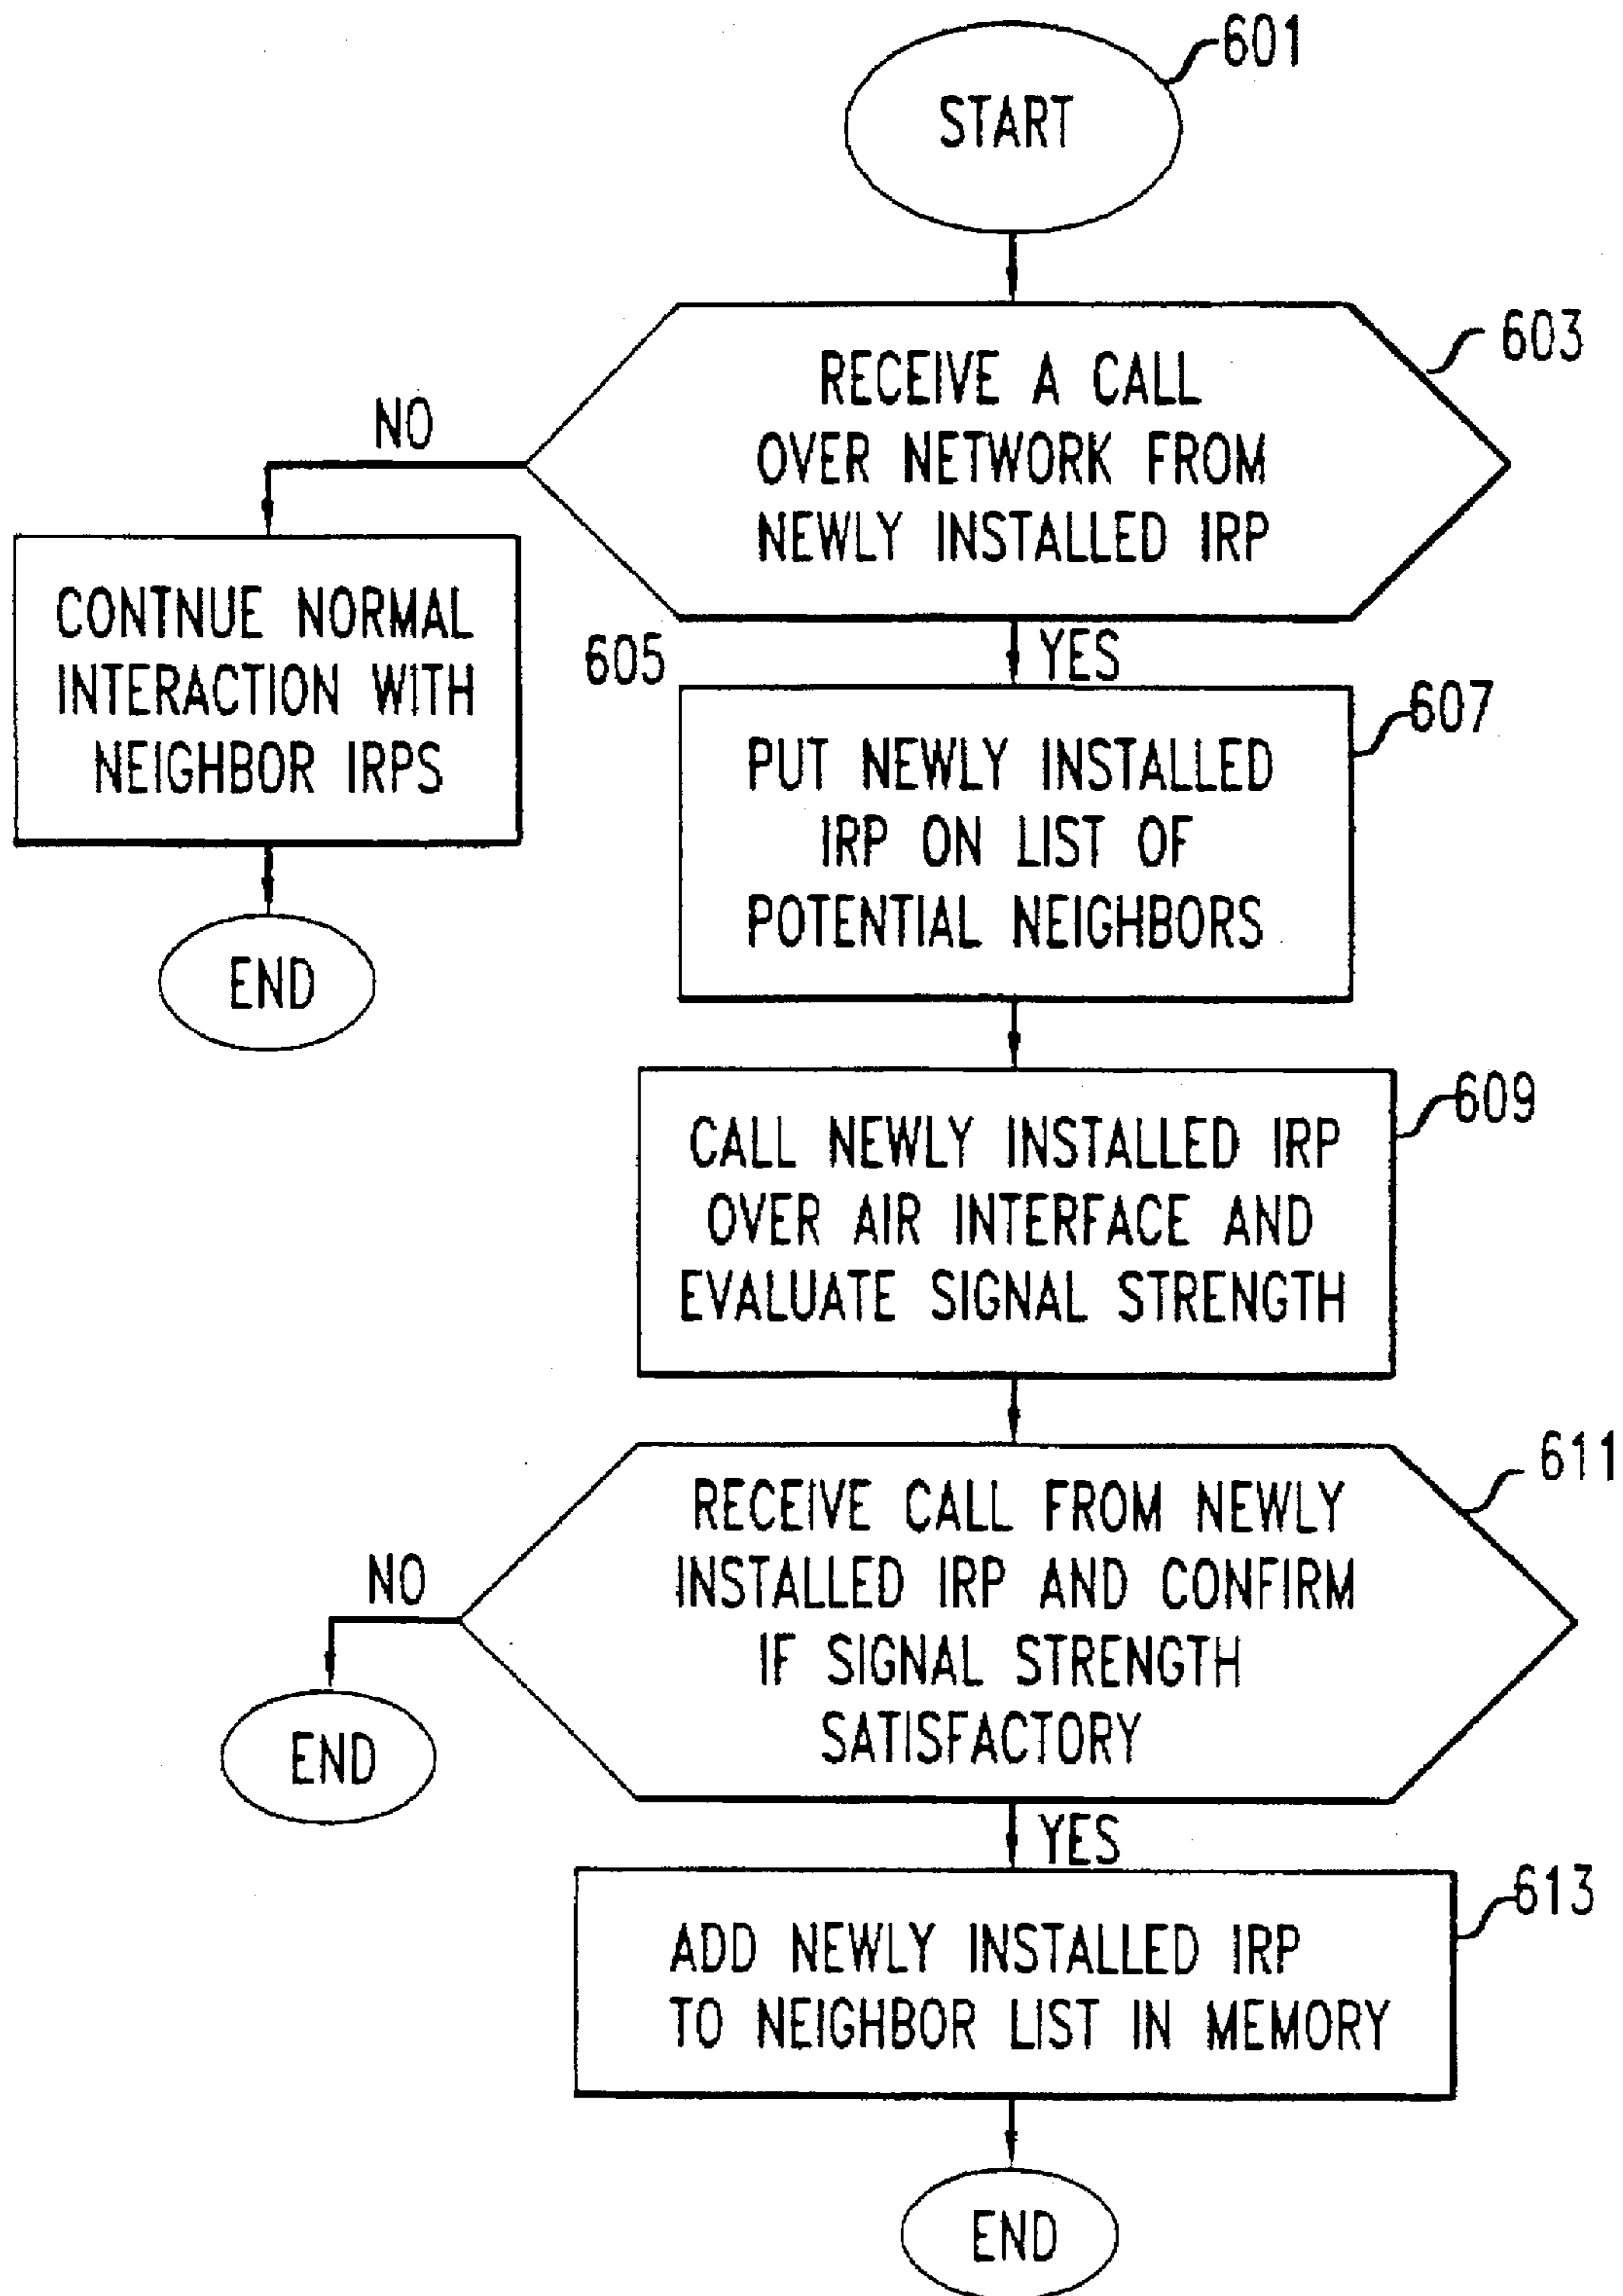 601
START
603
RECEIVE A CALL
OVER NETWORK FROM
NEWLY INSTALLED IRP
NO
CONTNUE NORMAL
INTERACTION WITH
NEIGHBOR IRPS
605
YES
END
607
PUT NEWLY INSTALLED
IRP ON LIST OF
POTENTIAL NEIGHBORS
609
CALL NEWLY INSTALLED IRP
OVER AIR INTERFACE AND
EVALUATE SIGNAL STRENGTH
611
RECEIVE CALL FROM NEWLY
INSTALLED IRP AND CONFIRM
IF SIGNAL STRENGTH
SATISFACTORY
NO
END
YES
613
ADD NEWLY INSTALLED IRP
TO NEIGHBOR LIST IN MEMORY
END